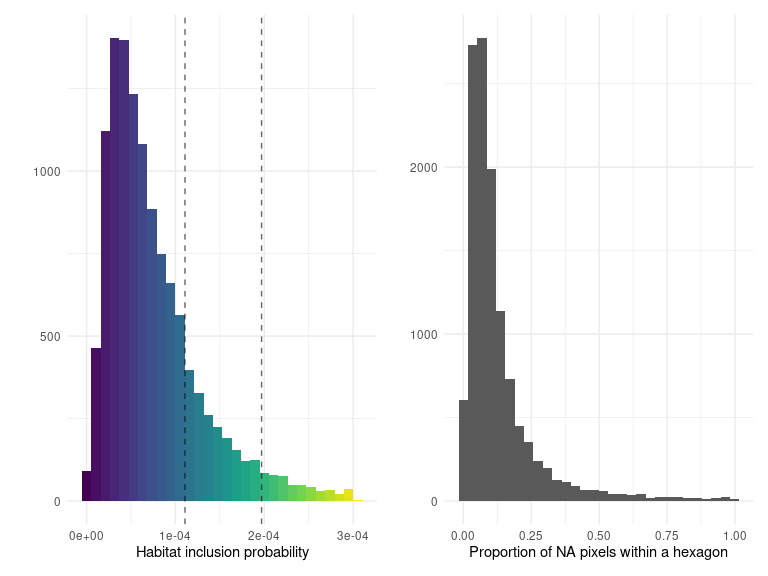 1000
500
0
0e+00 1e-04 2e-04 3e-04
Habitat inclusion probability
2000
1000
0
0.00 0.25 0.50 0.75 1.00
Proportion of NA pixels within a hexagon